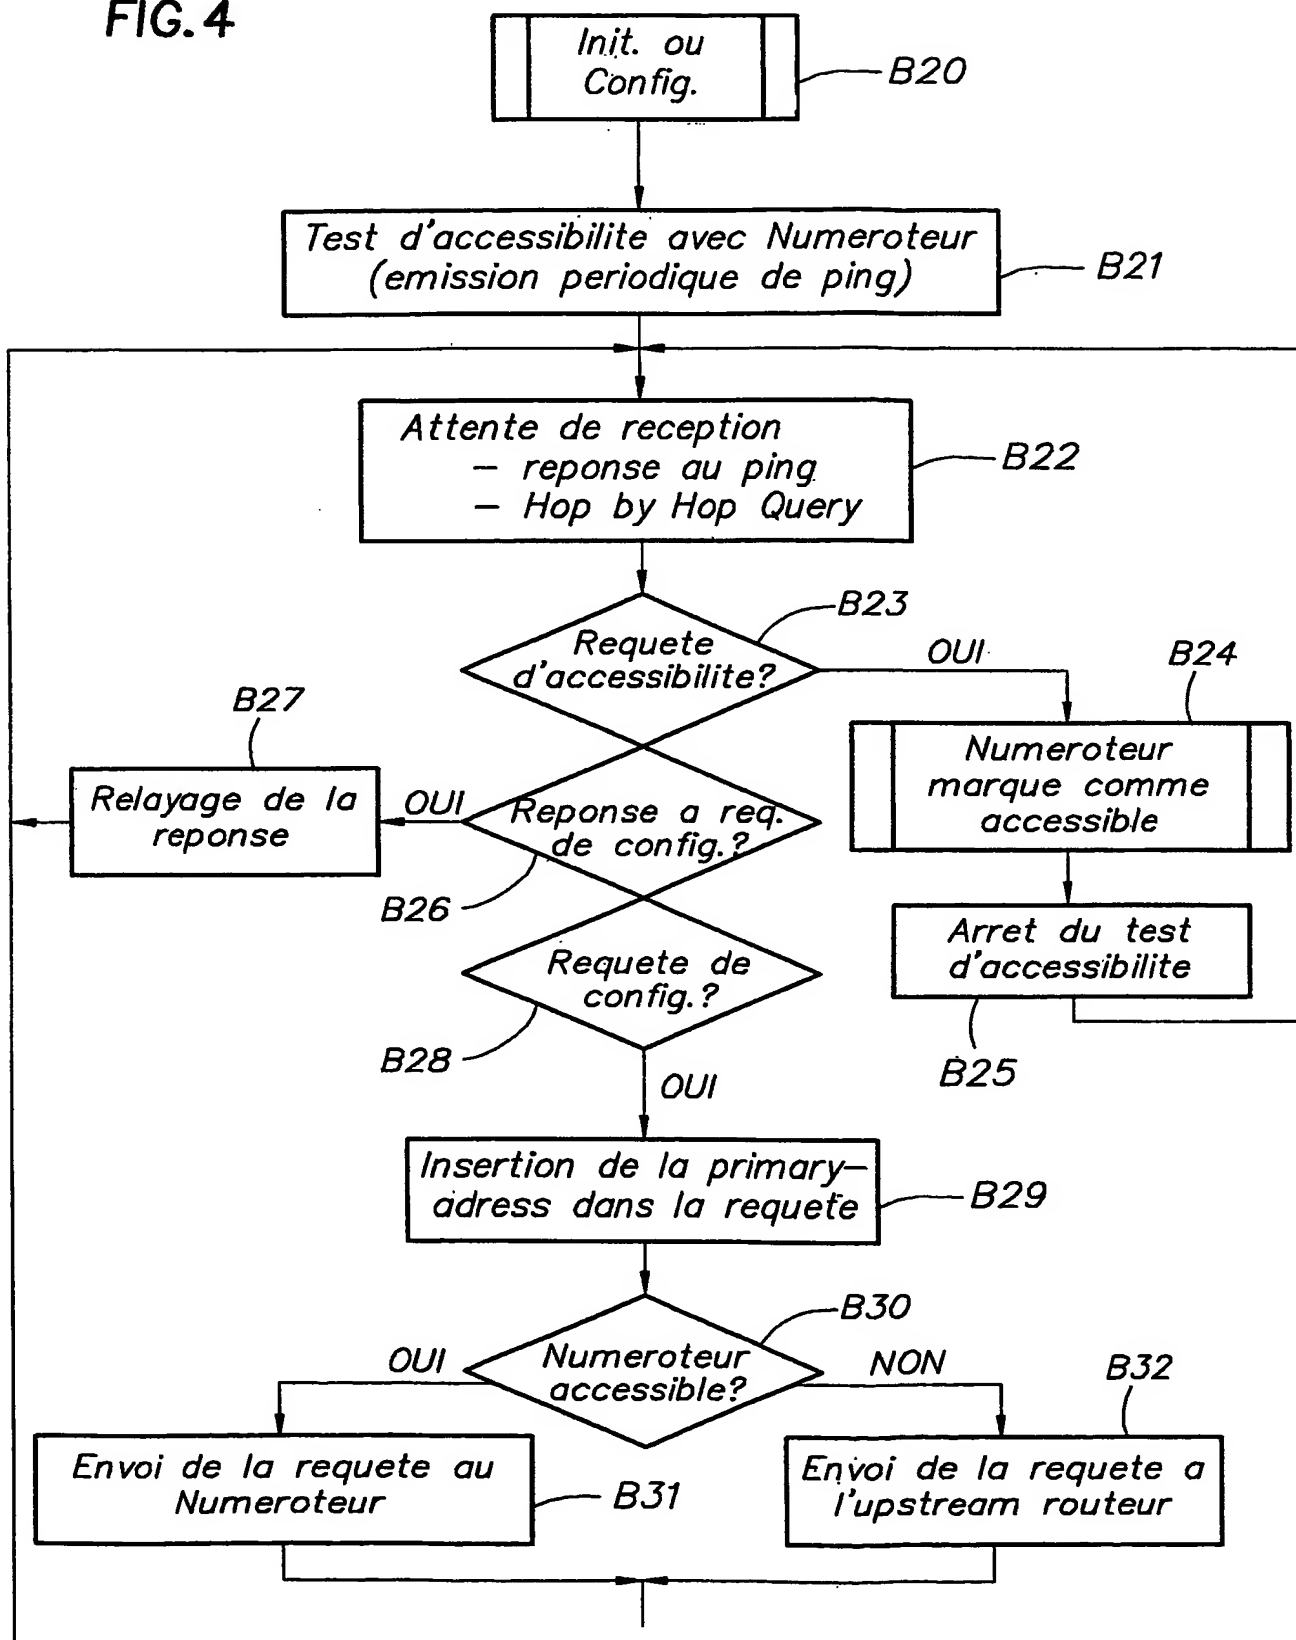 FIG.4
Init. ou
Config.
B20
Test d'accessibilite avec Numeroteur
(emission periodique de ping)
B21
Attente de reception
– reponse au ping
– Hop by Hop Query
B22
B23
Requete
d'accessibilite?
OUI
B24
B27
Numeroteur
marque comme
accessible
Relayage de la
reponse
OUI
Reponse a req.
de config.?
B26
Arret du test
d'accessibilite
B25
Requete de
config.?
B28
OUI
Insertion de la primary–
adress dans la requete
B29
B30
Numeroteur
accessible?
OUI
NON
B32
Envoi de la requete au
Numeroteur
B31
Envoi de la requete a
l'upstream routeur